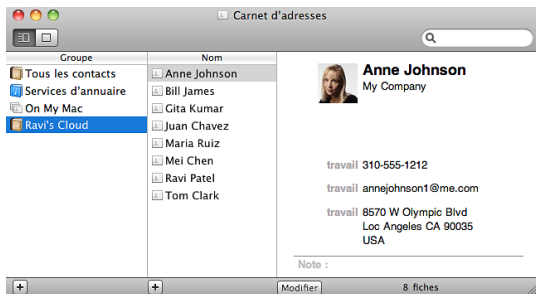 Carnet d'adresses
Groupe
Tous les contacts
Services d'annuaire
On My Mac
Ravi's Cloud
Nom
Anne Johnson
Bill James
Gita Kumar
Juan Chavez
Maria Ruiz
Mei Chen
Ravi Patel
Tom Clark
Anne Johnson
My Company
travail 310-555-1212
travail annejohnson1@me.com
travail 8570 W Olympic Blvd
Los Angeles CA 90035
USA
Note :
Modifier
8 fiches